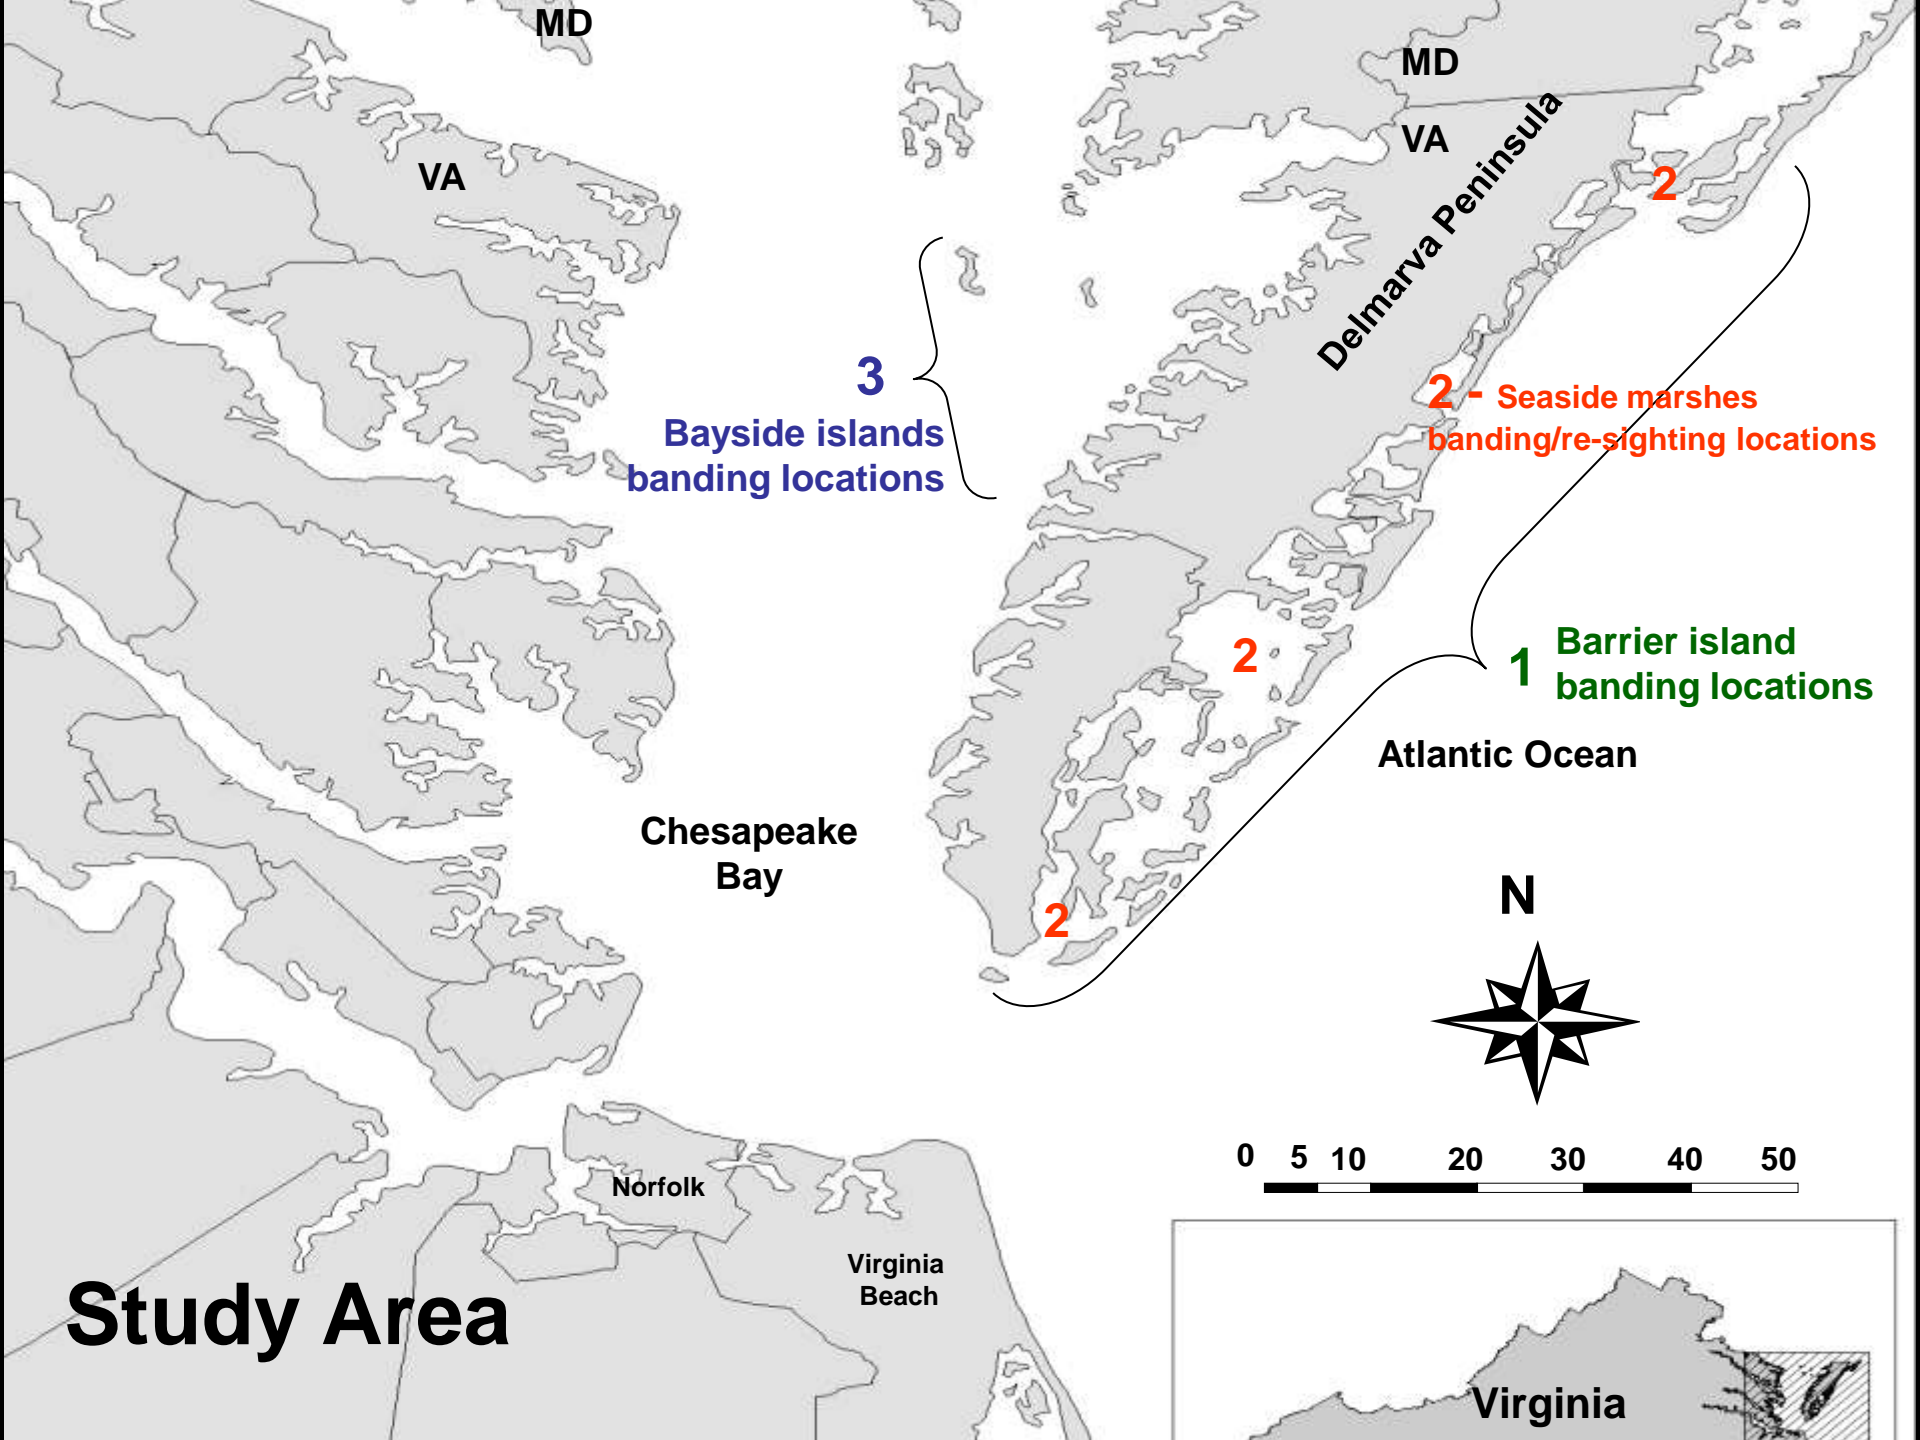 MD
MD
VA
VA
Delmarva Peninsula
2
3
Bayside islands
banding locations
2 - Seaside marshes
banding/re-sighting locations
2
1
Barrier island
banding locations
Atlantic Ocean
Chesapeake
Bay
2
N
0 5 10 20 30 40 50
Norfolk
Virginia
Beach
Study Area
Virginia